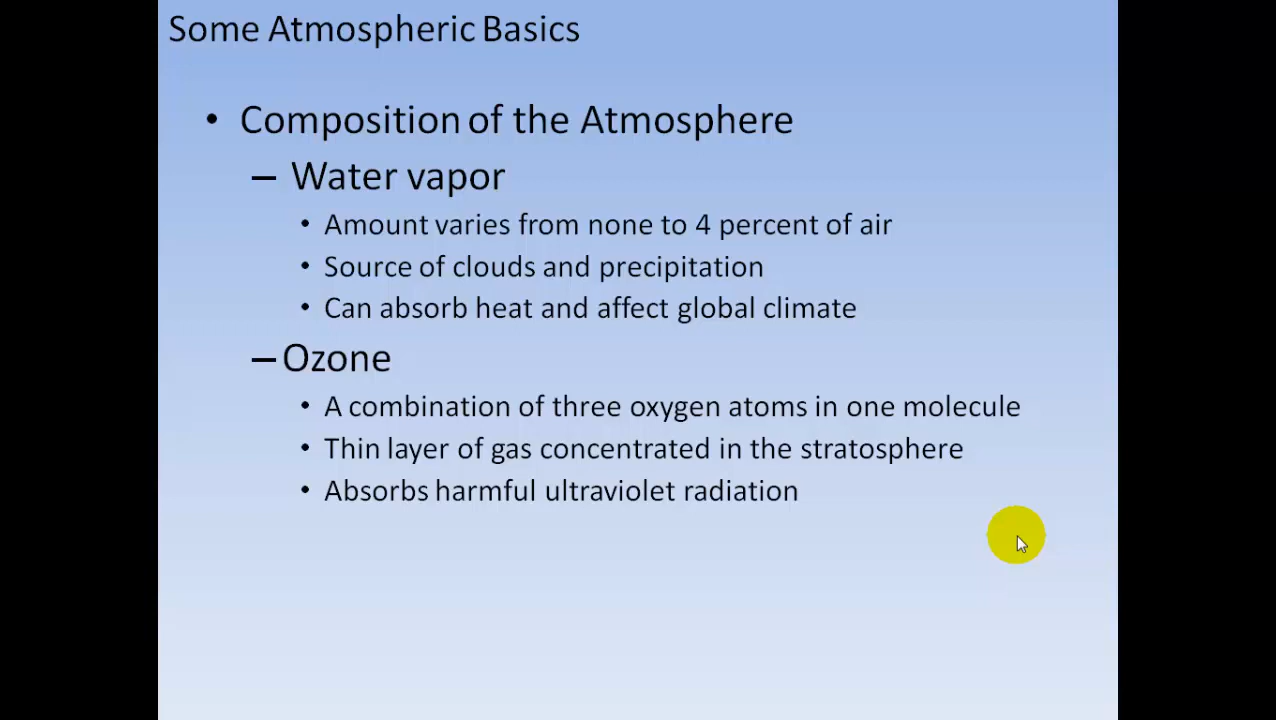 Some Atmospheric Basics
• Composition of the Atmosphere
– Water vapor
• Amount varies from none to 4 percent of air
• Source of clouds and precipitation
• Can absorb heat and affect global climate
– Ozone
• A combination of three oxygen atoms in one molecule
• Thin layer of gas concentrated in the stratosphere
• Absorbs harmful ultraviolet radiation